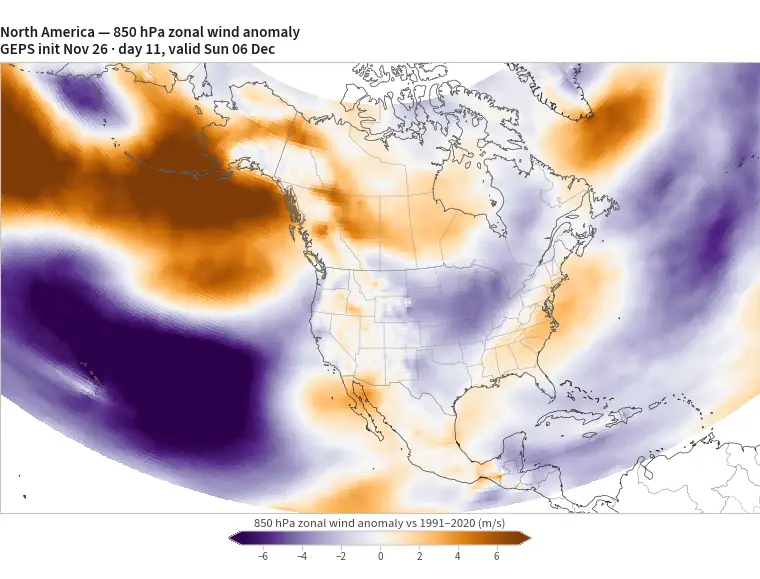 North America — 850 hPa zonal wind anomaly
GEPS init Nov 26 · day 11, valid Sun 06 Dec
850 hPa zonal wind anomaly vs 1991–2020 (m/s)
−6 −4 −2 0 2 4 6